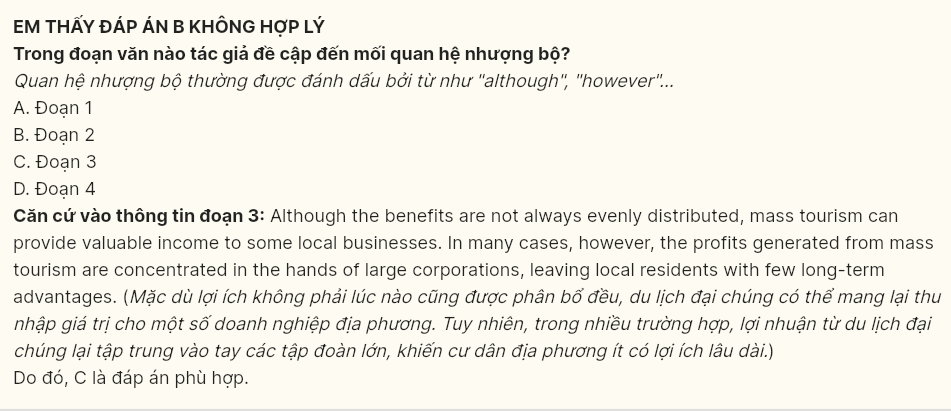 EM THẤY ĐÁP ÁN B KHÔNG HỢP LÝ
Trong đoạn văn nào tác giả đề cập đến mối quan hệ nhượng bộ?
Quan hệ nhượng bộ thường được đánh dấu bởi từ như "although", "however"...
A. Đoạn 1
B. Đoạn 2
C. Đoạn 3
D. Đoạn 4
Căn cứ vào thông tin đoạn 3: Although the benefits are not always evenly distributed, mass tourism can
provide valuable income to some local businesses. In many cases, however, the profits generated from mass
tourism are concentrated in the hands of large corporations, leaving local residents with few long-term
advantages. (Mặc dù lợi ích không phải lúc nào cũng được phân bổ đều, du lịch đại chúng có thể mang lại thu
nhập giá trị cho một số doanh nghiệp địa phương. Tuy nhiên, trong nhiều trường hợp, lợi nhuận từ du lịch đại
chúng lại tập trung vào tay các tập đoàn lớn, khiến cư dân địa phương ít có lợi ích lâu dài.)
Do đó, C là đáp án phù hợp.